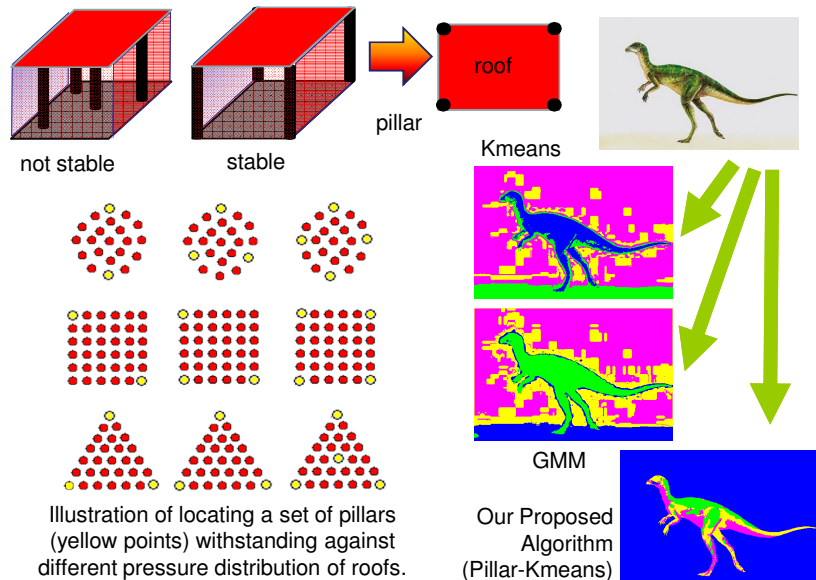 not stable
stable
pillar
roof
Kmeans
GMM
Illustration of locating a set of pillars
(yellow points) withstanding against
different pressure distribution of roofs.
Our Proposed
Algorithm
(Pillar-Kmeans)